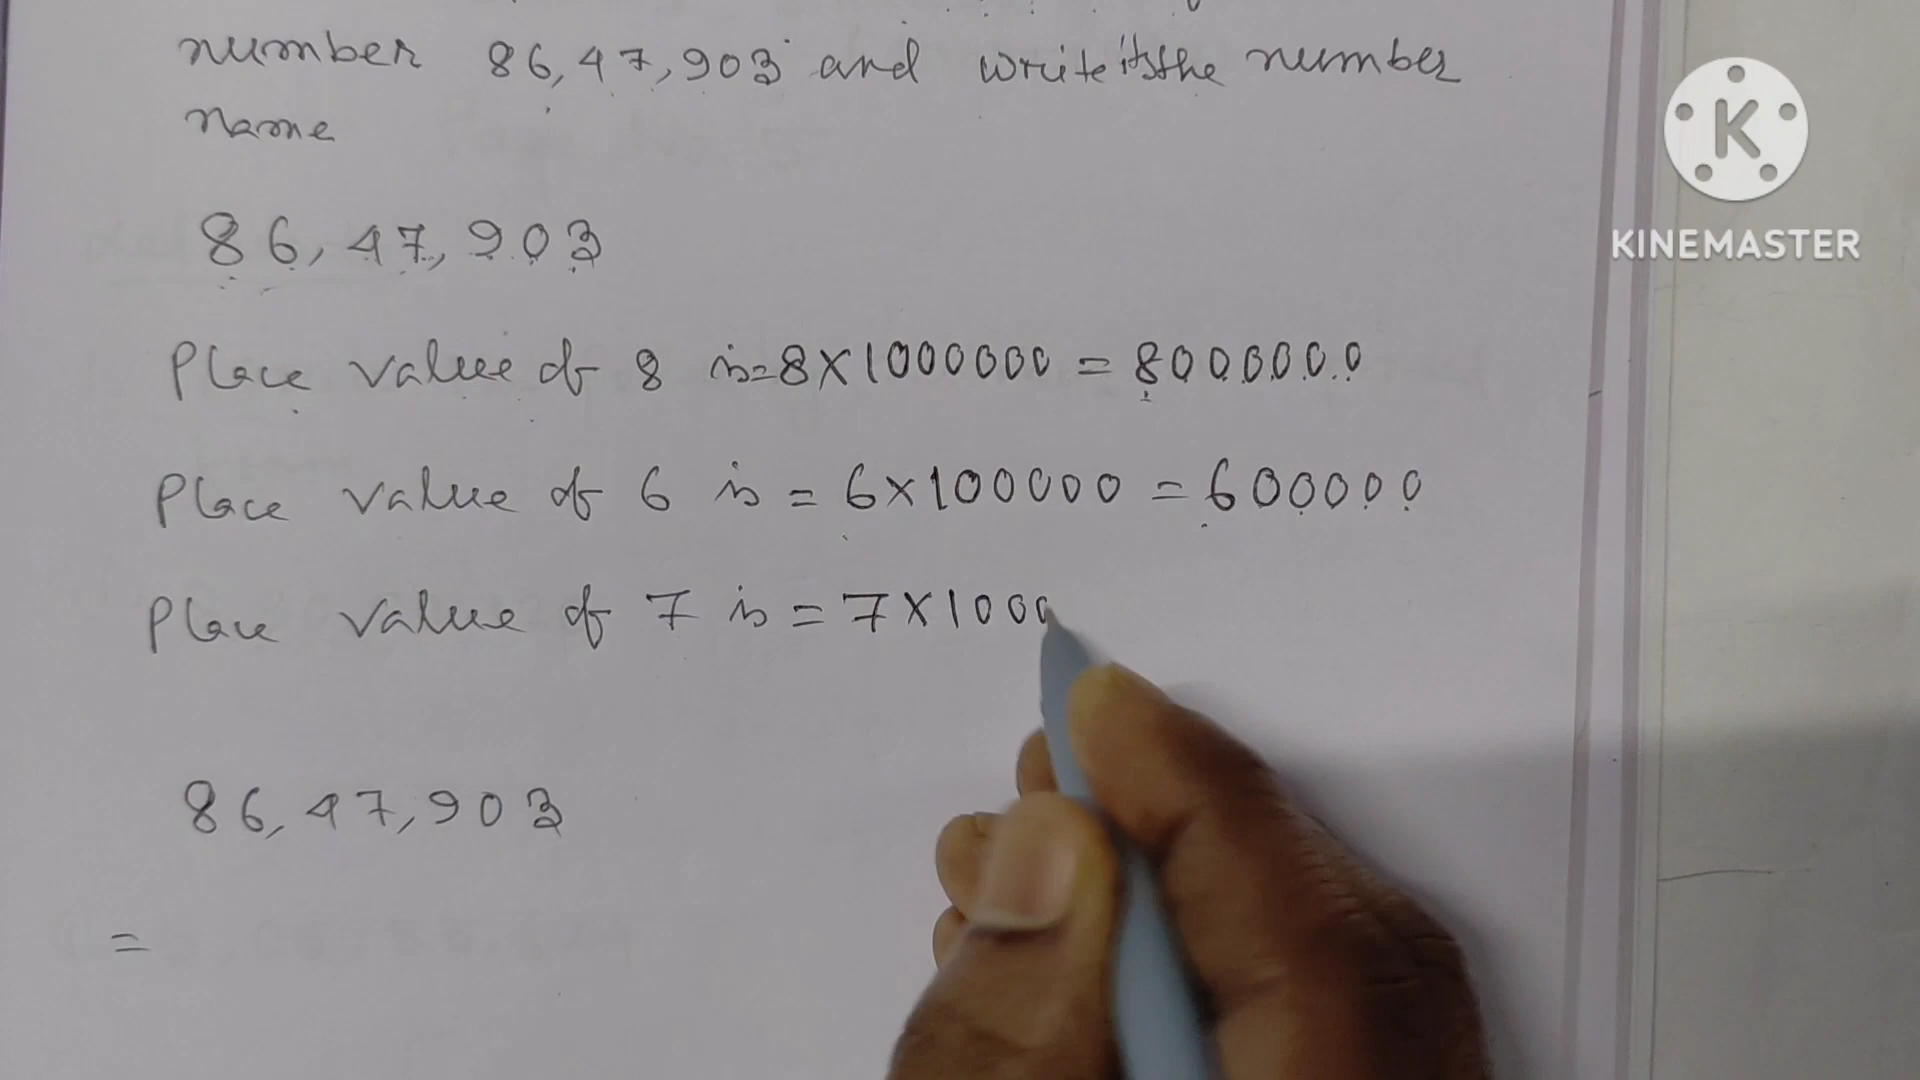 number 86,47,903 and write its the number
name
K
KINEMASTER
86,47,903
Place value of 8 is=8×1000000 = 8000000
Place value of 6 is = 6×100000 = 600000
Place value of 7 is = 7×1000
86,47,903
=